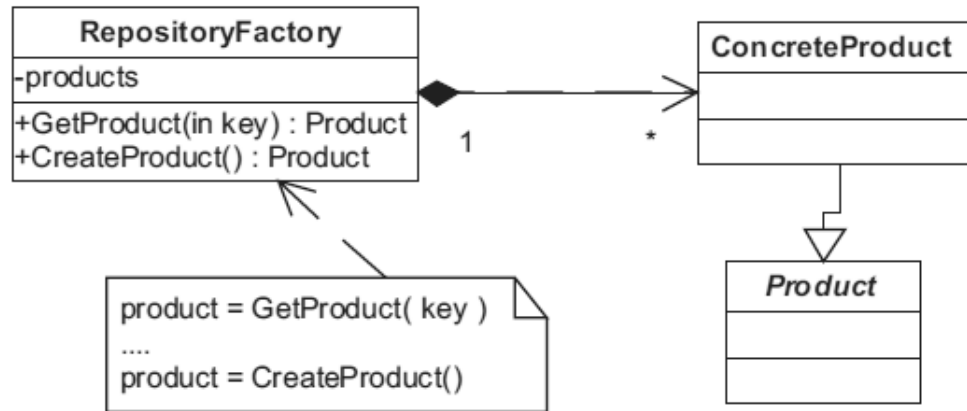 RepositoryFactory
-products
+GetProduct(in key) : Product
+CreateProduct() : Product
1
*
ConcreteProduct
Product
product = GetProduct( key )
....
product = CreateProduct()